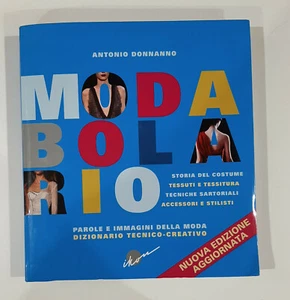 ANTONIO DONNANNO
MODA
BOLA
RIO
STORIA DEL COSTUME
TESSUTI E TESSITURA
TECNICHE SARTORIALI
ACCESSORI E STILISTI
PAROLE E IMMAGINI DELLA MODA
DIZIONARIO TECNICO-CREATIVO
ikon
NUOVA EDIZIONE
AGGIORNATA